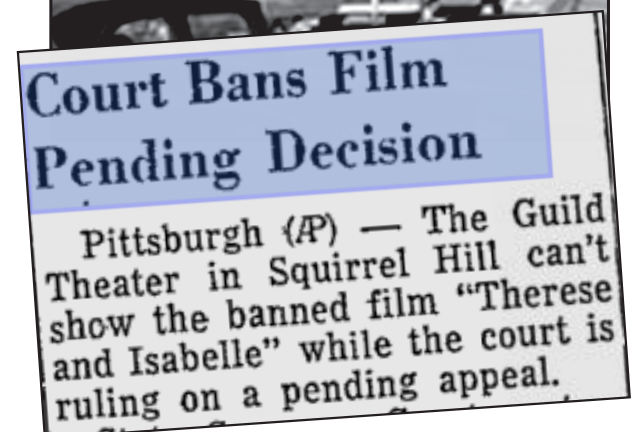 Court Bans Film
Pending Decision
Pittsburgh (AP) — The Guild
Theater in Squirrel Hill can't
show the banned film “Therese
and Isabelle” while the court is
ruling on a pending appeal.